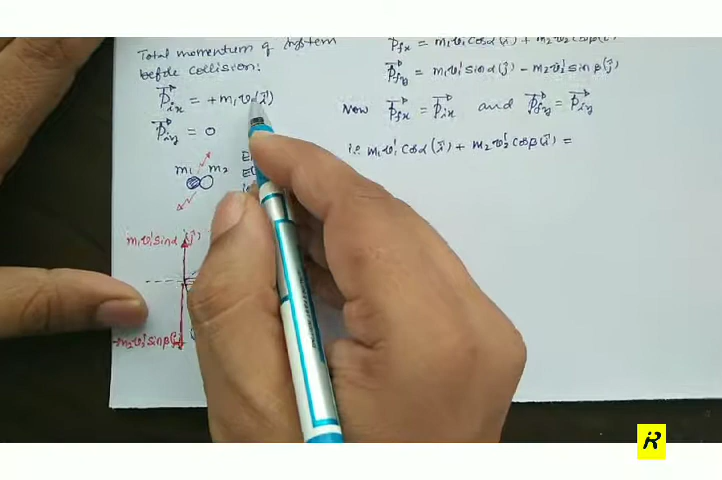 Total momentum of System
before collision:
P⃗ix = + m₁v₁(i⃗)
P⃗iy = 0
m₁ m₂
m₁v₁'sinα (j⃗)
-m₂v₂'sinβ(j⃗)
P⃗fx = m₁v₁'cosα(i⃗) + m₂v₂'cosβ(i⃗)
P⃗fy = m₁v₁'sinα(j⃗) - m₂v₂'sinβ(j⃗)
Now P⃗fx = P⃗ix and P⃗fy = P⃗iy
i.e. m₁v₁'cosα(i⃗) + m₂v₂'cosβ(i⃗) =